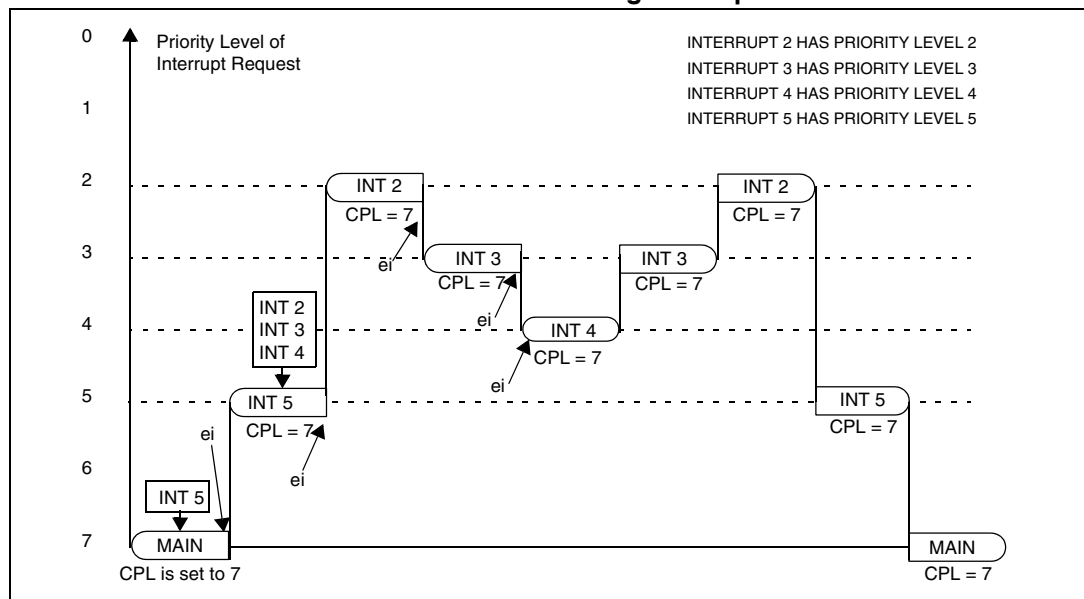 0
Priority Level of
Interrupt Request
INTERRUPT 2 HAS PRIORITY LEVEL 2
INTERRUPT 3 HAS PRIORITY LEVEL 3
INTERRUPT 4 HAS PRIORITY LEVEL 4
INTERRUPT 5 HAS PRIORITY LEVEL 5
1
2
INT 2
CPL = 7
INT 2
CPL = 7
ei
3
INT 3
CPL = 7
INT 3
CPL = 7
ei
INT 2
INT 3
INT 4
4
INT 4
CPL = 7
ei
5
INT 5
CPL = 7
INT 5
CPL = 7
ei
ei
6
INT 5
7
MAIN
CPL is set to 7
MAIN
CPL = 7